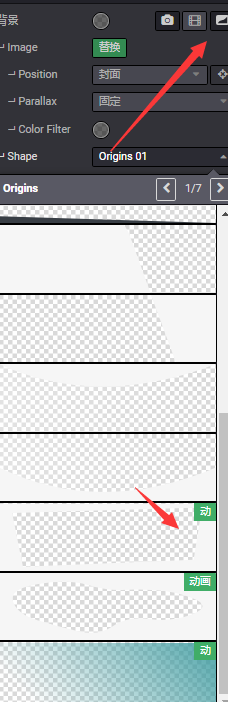 背景
Image 替换
Position 封面
Parallax 固定
Color Filter
Shape Origins 01
Origins 1/7
动
动画
动